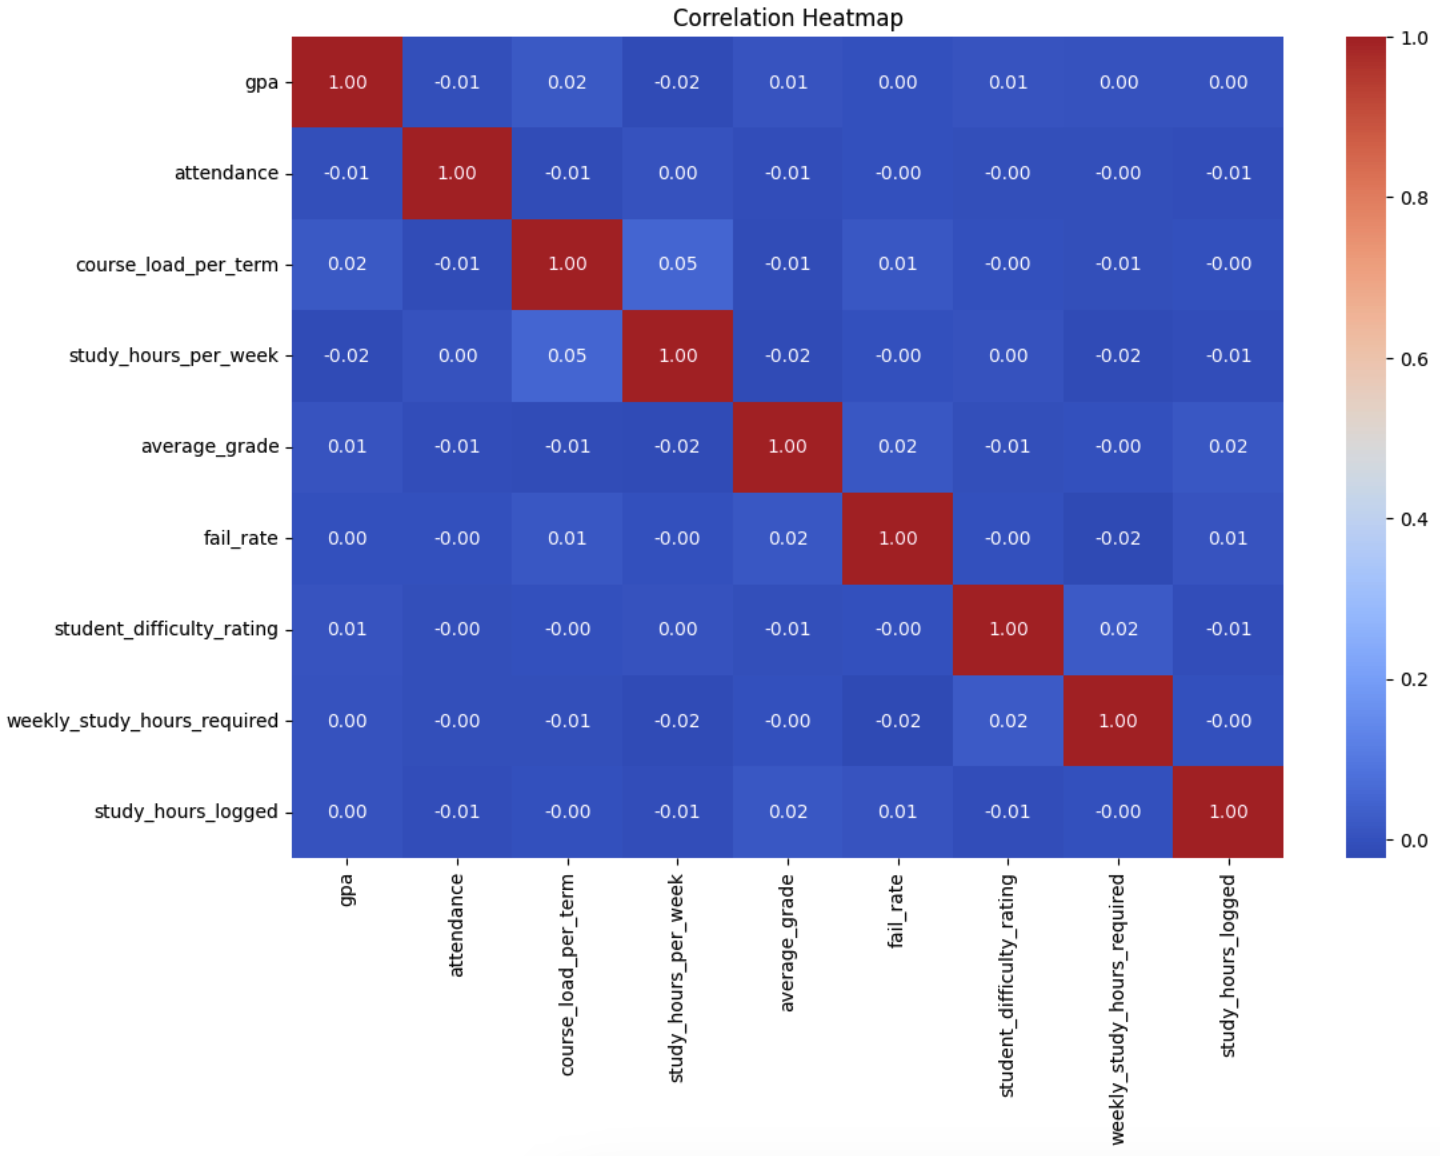 Correlation Heatmap
gpa 1.00 -0.01 0.02 -0.02 0.01 0.00 0.01 0.00 0.00
attendance -0.01 1.00 -0.01 0.00 -0.01 -0.00 -0.00 -0.00 -0.01
course_load_per_term 0.02 -0.01 1.00 0.05 -0.01 0.01 -0.00 -0.01 -0.00
study_hours_per_week -0.02 0.00 0.05 1.00 -0.02 -0.00 0.00 -0.02 -0.01
average_grade 0.01 -0.01 -0.01 -0.02 1.00 0.02 -0.01 -0.00 0.02
fail_rate 0.00 -0.00 0.01 -0.00 0.02 1.00 -0.00 -0.02 0.01
student_difficulty_rating 0.01 -0.00 -0.00 0.00 -0.01 -0.00 1.00 0.02 -0.01
weekly_study_hours_required 0.00 -0.00 -0.01 -0.02 -0.00 -0.02 0.02 1.00 -0.00
study_hours_logged 0.00 -0.01 -0.00 -0.01 0.02 0.01 -0.01 -0.00 1.00
gpa
attendance
course_load_per_term
study_hours_per_week
average_grade
fail_rate
student_difficulty_rating
weekly_study_hours_required
study_hours_logged
1.0
0.8
0.6
0.4
0.2
0.0